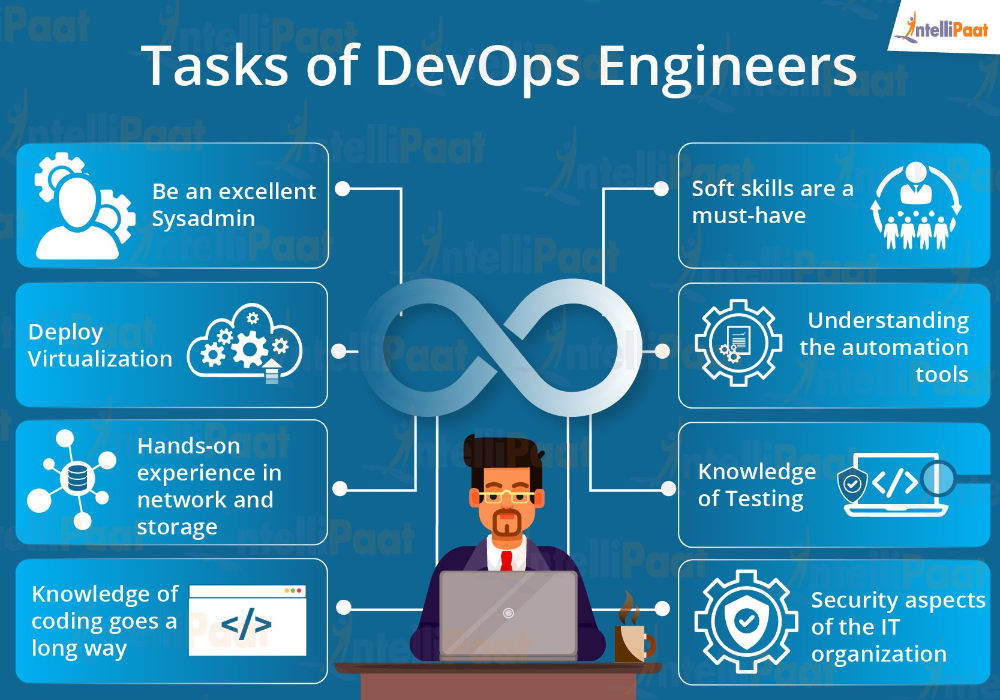 IntelliPaat
Tasks of DevOps Engineers
Be an excellent
Sysadmin
Deploy
Virtualization
Hands-on
experience in
network and
storage
Knowledge of
coding goes a
long way
</>
Soft skills are a
must-have
Understanding
the automation
tools
Knowledge
of Testing
</>
Security aspects
of the IT
organization